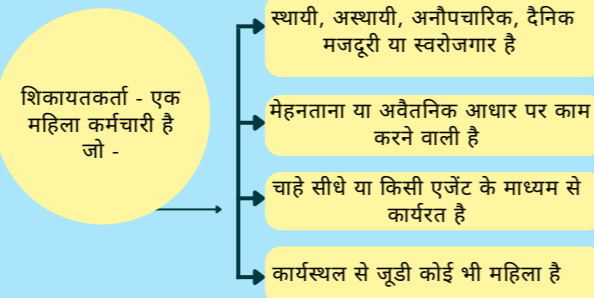 शिकायतकर्ता - एक
महिला कर्मचारी है
जो -
स्थायी, अस्थायी, अनौपचारिक, दैनिक
मजदूरी या स्वरोजगार है
मेहनताना या अवैतनिक आधार पर काम
करने वाली है
चाहे सीधे या किसी एजेंट के माध्यम से
कार्यरत है
कार्यस्थल से जूडी कोई भी महिला है